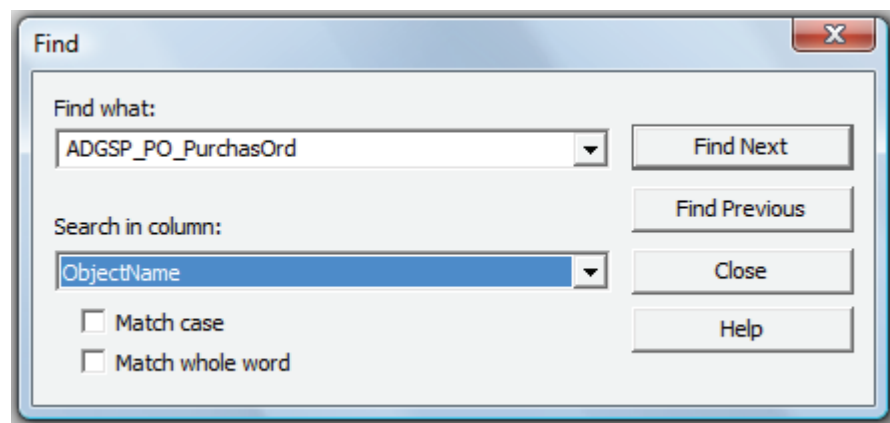 Find
Find what:
ADGSP_PO_PurchasOrd
Find Next
Find Previous
Search in column:
ObjectName
Close
Match case
Help
Match whole word